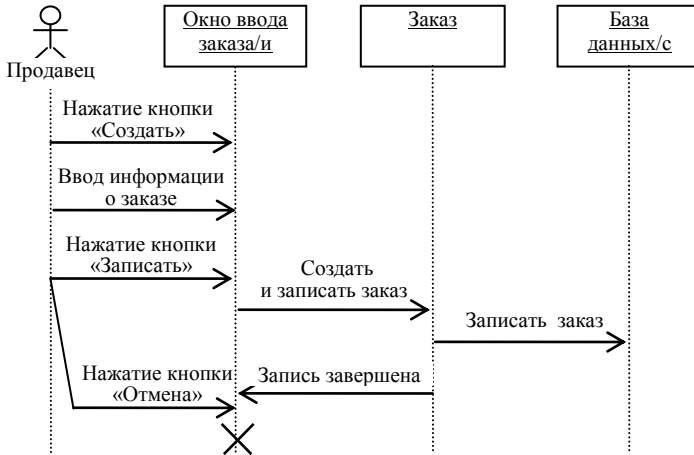 Окно ввода
заказа/и
Заказ
База
данных/с
Продавец
Нажатие кнопки
«Создать»
Ввод информации
о заказе
Нажатие кнопки
«Записать»
Создать
и записать заказ
Записать заказ
Нажатие кнопки
«Отмена»
Запись завершена